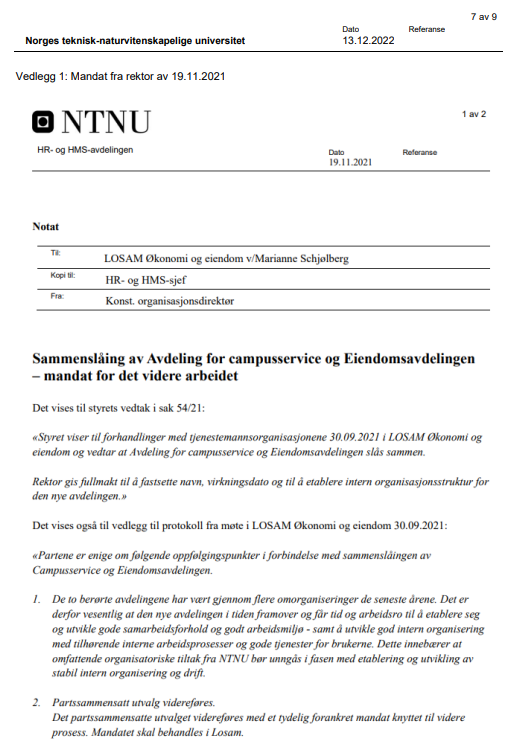 7 av 9
Dato Referanse
Norges teknisk-naturvitenskapelige universitet 13.12.2022
Vedlegg 1: Mandat fra rektor av 19.11.2021
NTNU
1 av 2
HR- og HMS-avdelingen
Dato Referanse
19.11.2021
Notat
Til: LOSAM Økonomi og eiendom v/Marianne Schjølberg
Kopi til: HR- og HMS-sjef
Fra: Konst. organisasjonsdirektør
Sammenslåing av Avdeling for campusservice og Eiendomsavdelingen
– mandat for det videre arbeidet
Det vises til styrets vedtak i sak 54/21:
«Styret viser til forhandlinger med tjenestemannsorganisasjonene 30.09.2021 i LOSAM Økonomi og
eiendom og vedtar at Avdeling for campusservice og Eiendomsavdelingen slås sammen.
Rektor gis fullmakt til å fastsette navn, virkningsdato og til å etablere intern organisasjonsstruktur for
den nye avdelingen.»
Det vises også til vedlegg til protokoll fra møte i LOSAM Økonomi og eiendom 30.09.2021:
«Partene er enige om følgende oppfølgingspunkter i forbindelse med sammenslåingen av
Campusservice og Eiendomsavdelingen.
1. De to berørte avdelingene har vært gjennom flere omorganiseringer de seneste årene. Det er
derfor vesentlig at den nye avdelingen i tiden framover og får tid og arbeidsro til å etablere seg
og utvikle gode samarbeidsforhold og godt arbeidsmiljø - samt å utvikle god intern organisering
med tilhørende interne arbeidsprosesser og gode tjenester for brukerne. Dette innebærer at
omfattende organisatoriske tiltak fra NTNU bør unngås i fasen med etablering og utvikling av
stabil intern organisering og drift.
2. Partssammensatt utvalg videreføres.
Det partssammensatte utvalget videreføres med et tydelig forankret mandat knyttet til videre
prosess. Mandatet skal behandles i Losam.